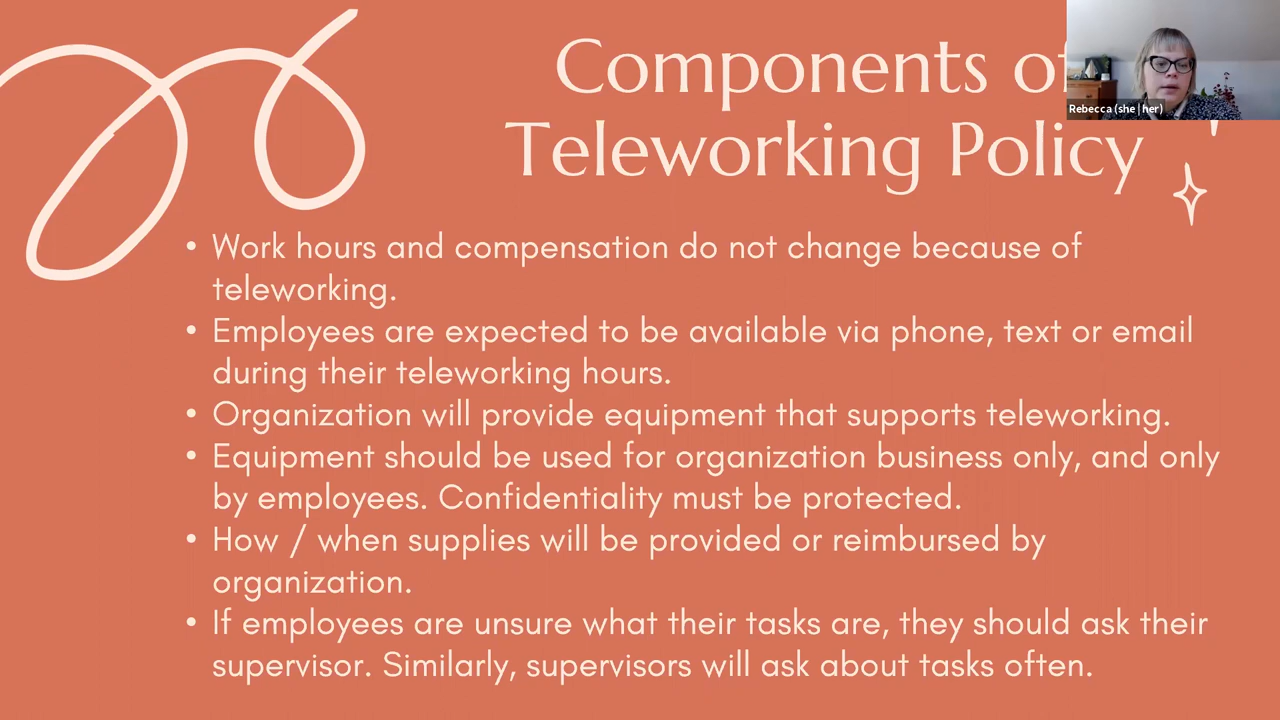 Components of
Teleworking Policy
Rebecca (she | her)
• Work hours and compensation do not change because of
teleworking.
• Employees are expected to be available via phone, text or email
during their teleworking hours.
• Organization will provide equipment that supports teleworking.
• Equipment should be used for organization business only, and only
by employees. Confidentiality must be protected.
• How / when supplies will be provided or reimbursed by
organization.
• If employees are unsure what their tasks are, they should ask their
supervisor. Similarly, supervisors will ask about tasks often.